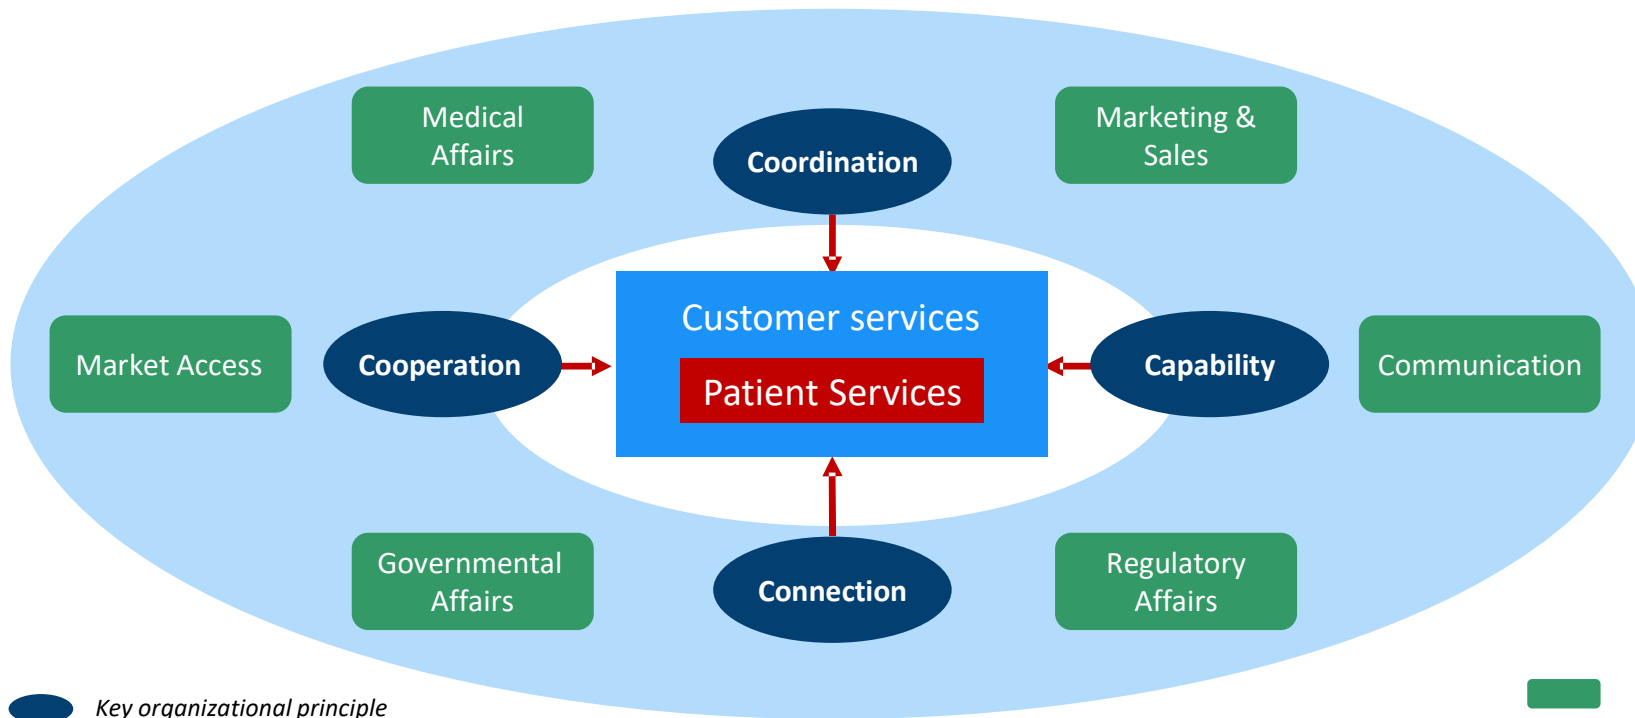 Medical
Affairs
Marketing &
Sales
Coordination
Customer services
Market Access
Cooperation
Patient Services
Capability
Communication
Governmental
Affairs
Connection
Regulatory
Affairs
Key organizational principle